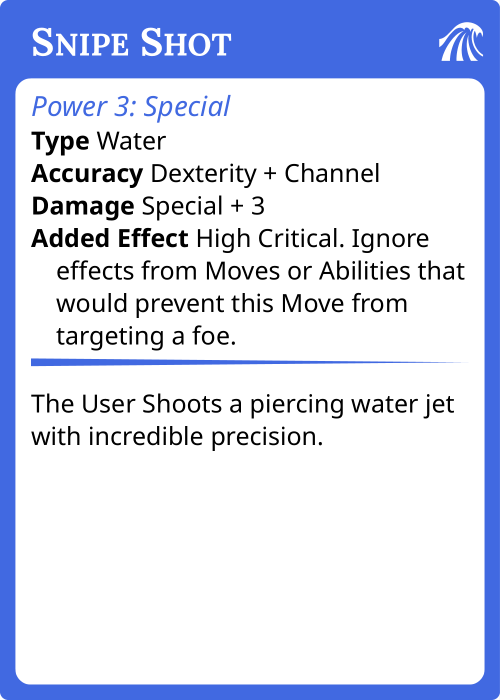 Snipe Shot
Power 3: Special
Type Water
Accuracy Dexterity + Channel
Damage Special + 3
Added Effect High Critical. Ignore
effects from Moves or Abilities that
would prevent this Move from
targeting a foe.
The User Shoots a piercing water jet
with incredible precision.